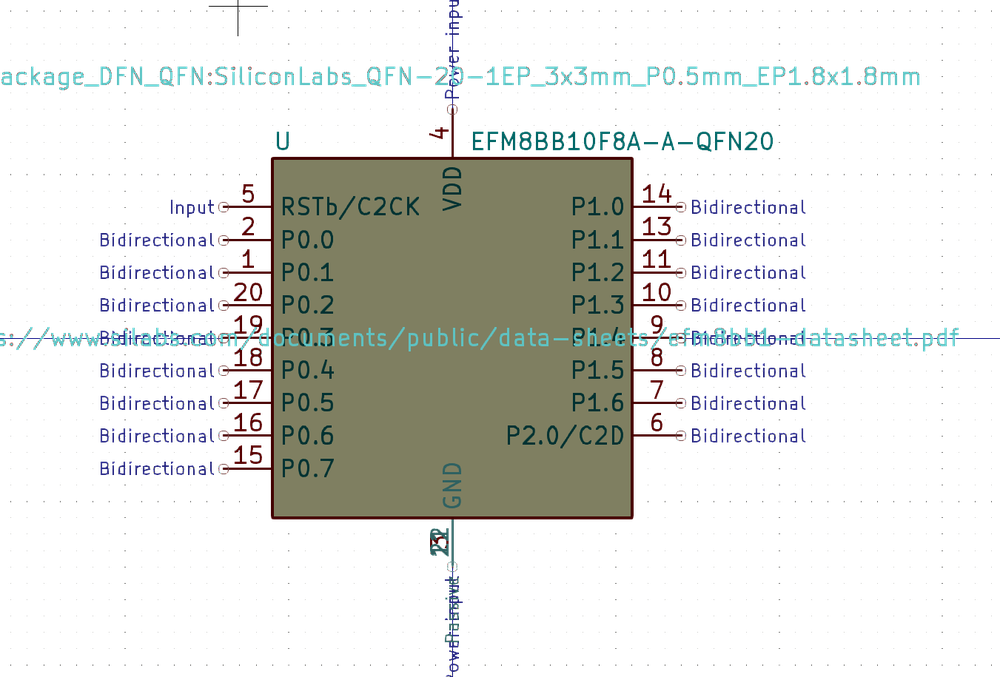 Power input
ackage_DFN_QFN:SiliconLabs_QFN-20-1EP_3x3mm_P0.5mm_EP1.8x1.8mm
4
U EFM8BB10F8A-A-QFN20
VDD
Input 5 RSTb/C2CK P1.0 14 Bidirectional
Bidirectional 2 P0.0 P1.1 13 Bidirectional
Bidirectional 1 P0.1 P1.2 11 Bidirectional
Bidirectional 20 P0.2 P1.3 10 Bidirectional
Bidirectional 19 P0.3 9 Bidirectional
s://www.silabs.com/documents/public/data-sheets/efm8bb1-datasheet.pdf
Bidirectional 18 P0.4 P1.5 8 Bidirectional
Bidirectional 17 P0.5 P1.6 7 Bidirectional
Bidirectional 16 P0.6 P2.0/C2D 6 Bidirectional
Bidirectional 15 P0.7
GND
Power input